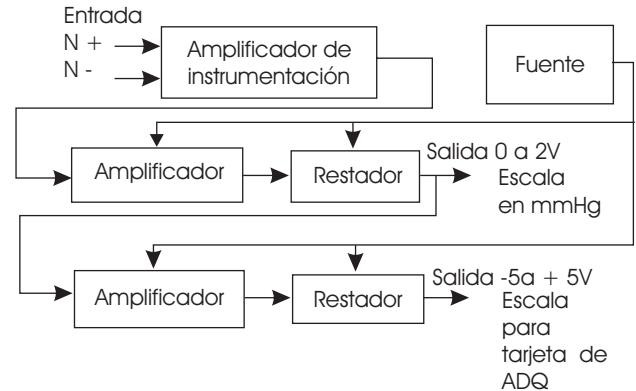 Entrada
N +
N -
Amplificador de
instrumentación
Fuente
Amplificador
Restador
Salida 0 a 2V
Escala
en mmHg
Amplificador
Restador
Salida -5a + 5V
Escala
para
tarjeta de
ADQ